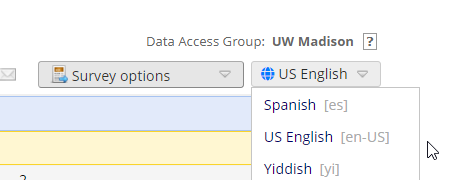 Data Access Group: UW Madison [?]
Survey options US English
Spanish [es]
US English [en-US]
Yiddish [yi]